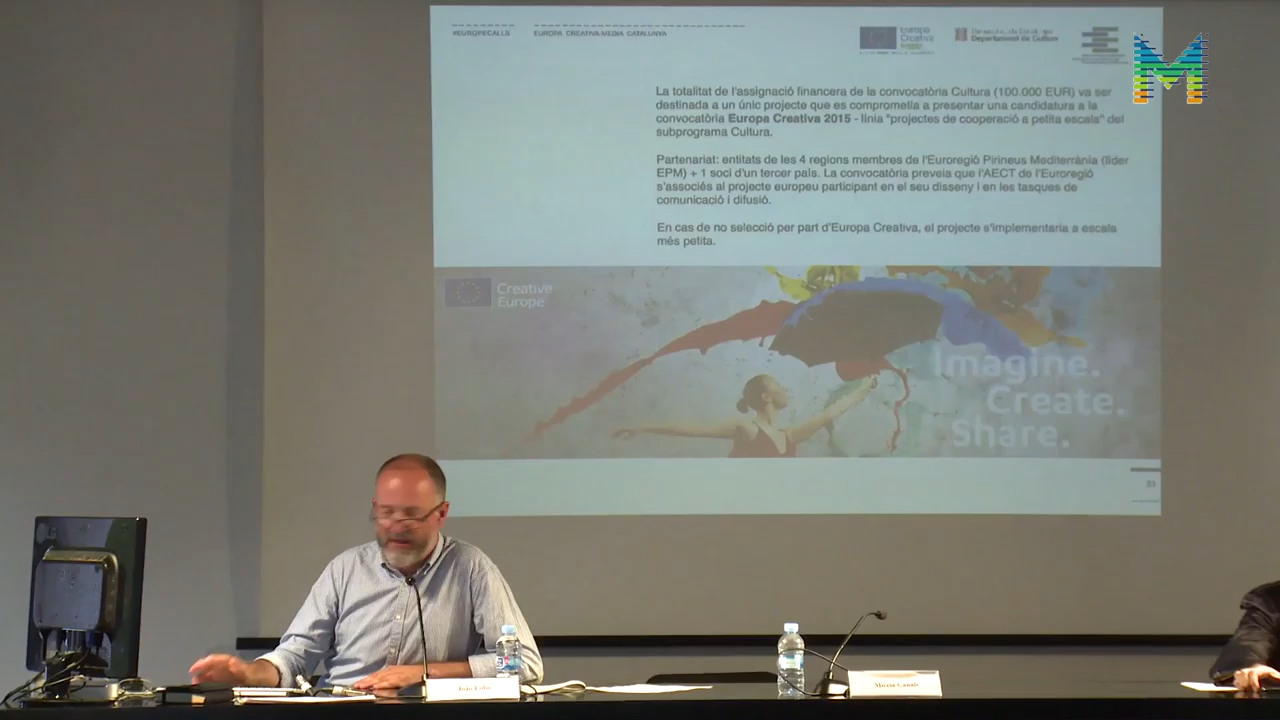 #EUROPECALLS
EUROPA CREATIVA MEDIA CATALUNYA
Europa
Creativa
Departament de Cultura
La totalitat de l'assignació financera de la convocatòria Cultura (100.000 EUR) va ser
destinada a un únic projecte que es comprometia a presentar una candidatura a la
convocatòria Europa Creativa 2015 - línia "projectes de cooperació a petita escala" del
subprograma Cultura.
Partenariat: entitats de les 4 regions membres de l'Euroregió Pirineus Mediterrània (líder
EPM) + 1 soci d'un tercer país. La convocatòria preveia que l'AECT de l'Euroregió
s'associés al projecte europeu participant en el seu disseny i en les tasques de
comunicació i difusió.
En cas de no selecció per part d'Europa Creativa, el projecte s'implementaria a escala
més petita.
Creative
Europe
Imagine.
Create.
Share.
M